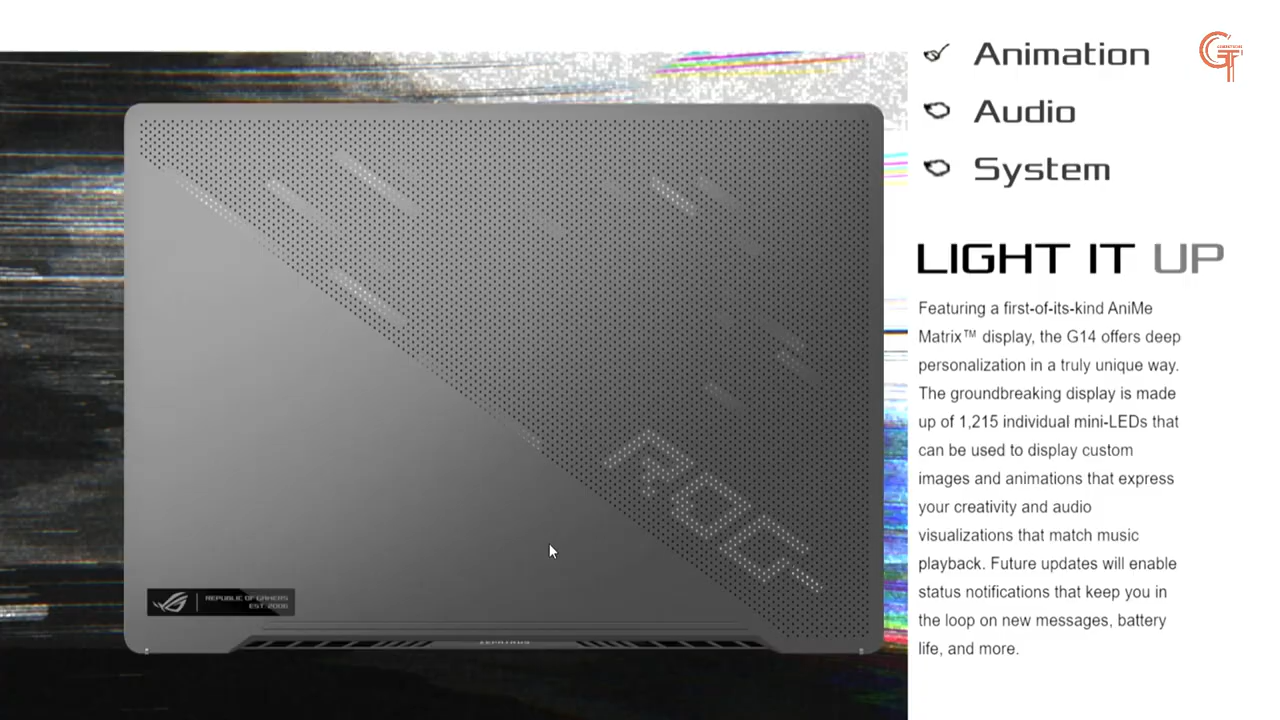 Animation
Audio
System
LIGHT IT UP
Featuring a first-of-its-kind AniMe
Matrix™ display, the G14 offers deep
personalization in a truly unique way.
The groundbreaking display is made
up of 1,215 individual mini-LEDs that
can be used to display custom
images and animations that express
your creativity and audio
visualizations that match music
playback. Future updates will enable
status notifications that keep you in
the loop on new messages, battery
life, and more.
ROG
REPUBLIC OF GAMERS
EST. 2006
ZEPHYRUS
GT